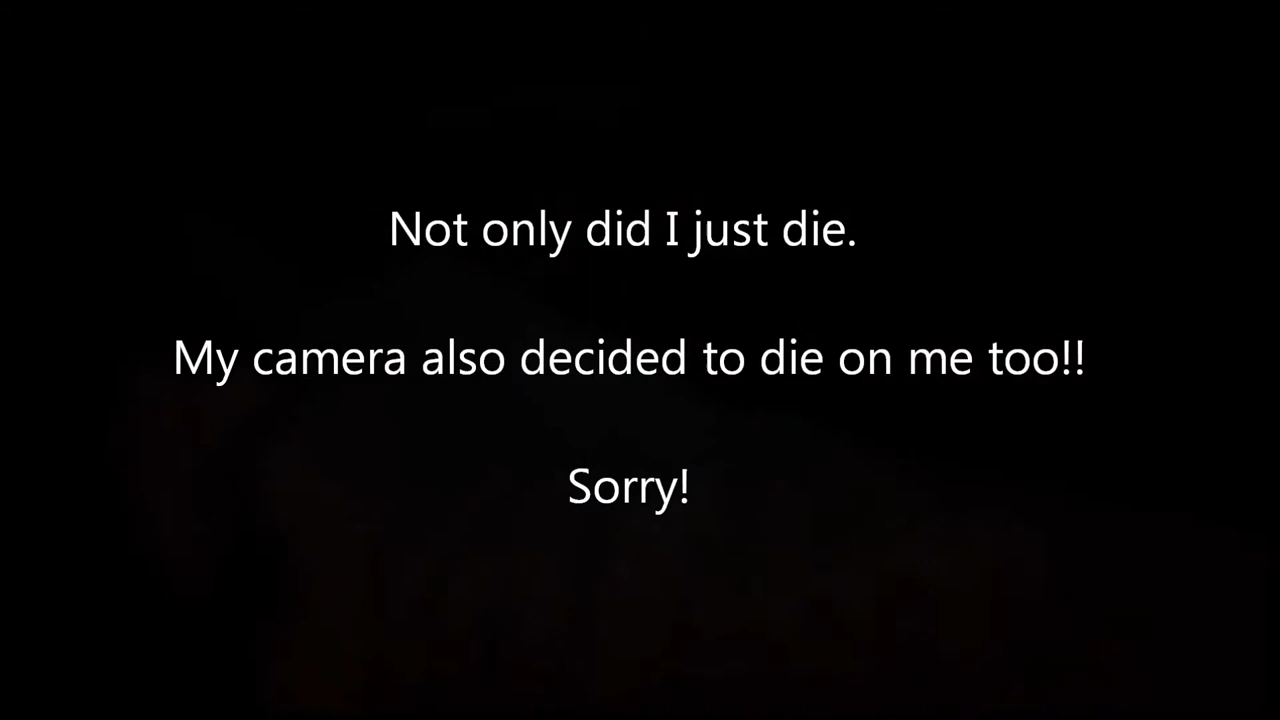 Not only did I just die.
My camera also decided to die on me too!!
Sorry!